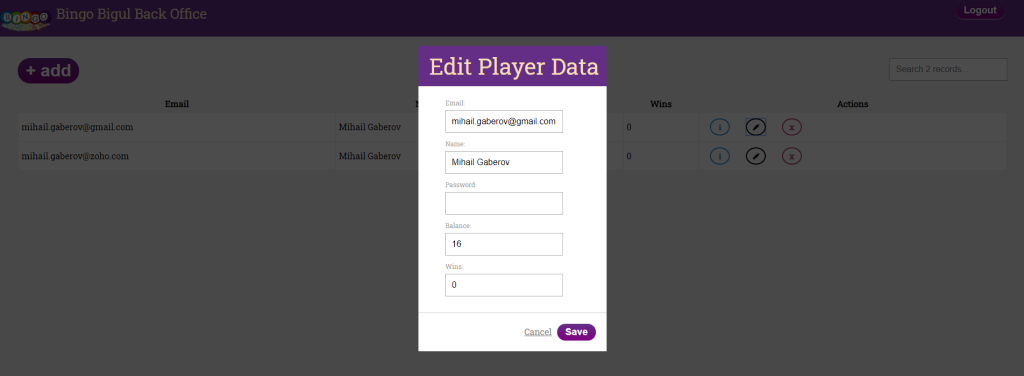 BINGO
Bingo Bigul Back Office
Logout
+ add
Search 2 records...
Email
Wins
Actions
mihail.gaberov@gmail.com
Mihail Gaberov
0
i
x
mihail.gaberov@zoho.com
Mihail Gaberov
0
i
x
Edit Player Data
Email:
mihail.gaberov@gmail.com
Name:
Mihail Gaberov
Password:
Balance:
16
Wins:
0
Cancel
Save